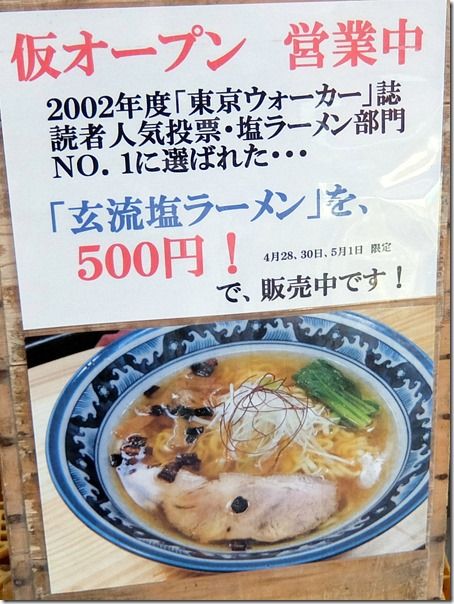 仮オープン 営業中
2002年度「東京ウォーカー」誌
読者人気投票・塩ラーメン部門
NO.1に選ばれた・・・
「玄流塩ラーメン」を、
500円！ 4月28、30日、5月1日 限定
で、販売中です！